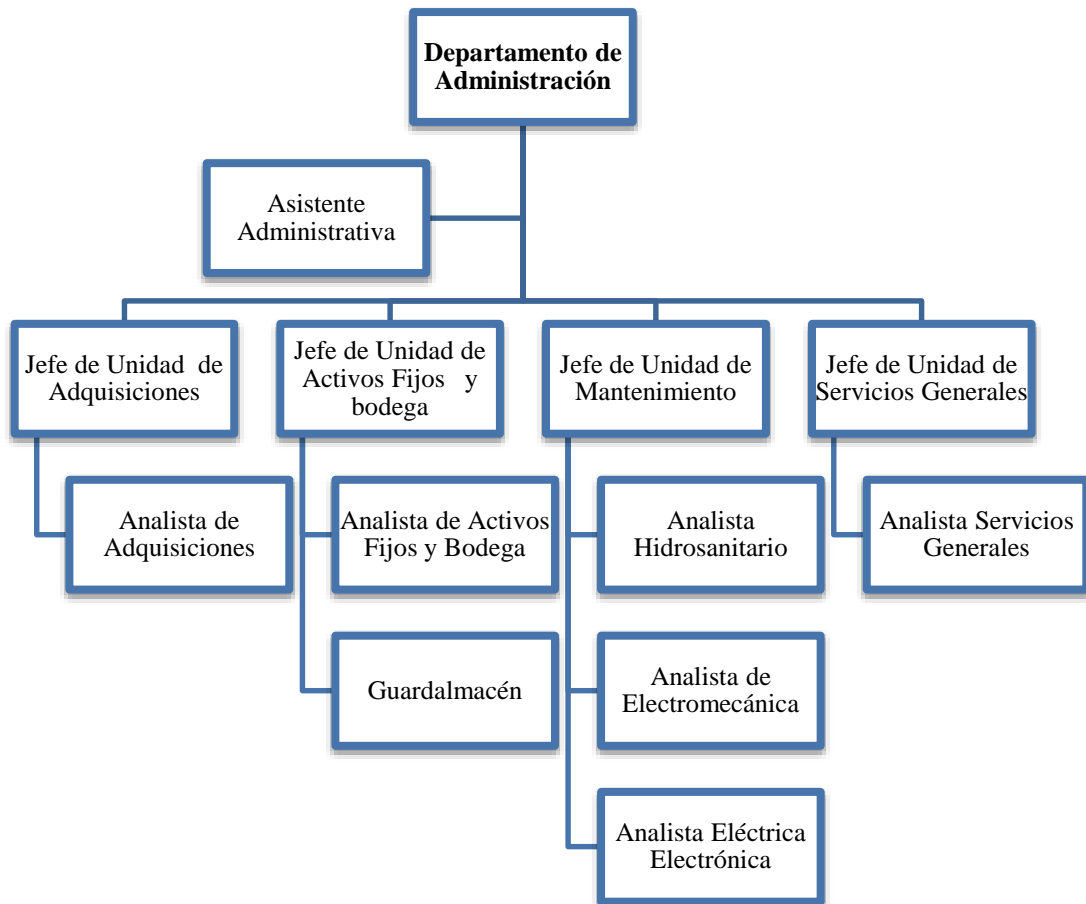 Departamento de
Administración
Asistente
Administrativa
Jefe de Unidad de
Adquisiciones
Jefe de Unidad de
Activos Fijos y
bodega
Jefe de Unidad de
Mantenimiento
Jefe de Unidad de
Servicios Generales
Analista de
Adquisiciones
Analista de Activos
Fijos y Bodega
Analista
Hidrosanitario
Analista Servicios
Generales
Guardalmacén
Analista de
Electromecánica
Analista Eléctrica
Electrónica